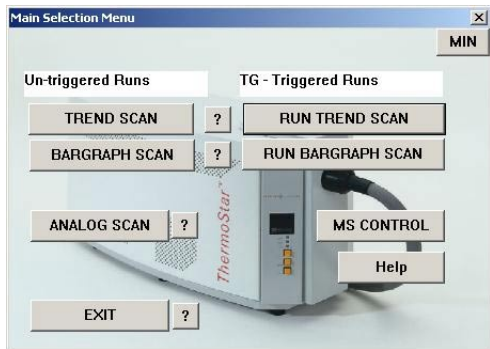 Main Selection Menu
MIN
Un-triggered Runs TG - Triggered Runs
TREND SCAN ? RUN TREND SCAN
BARGRAPH SCAN ? RUN BARGRAPH SCAN
ThermoStar
ANALOG SCAN ? MS CONTROL
Help
EXIT ?